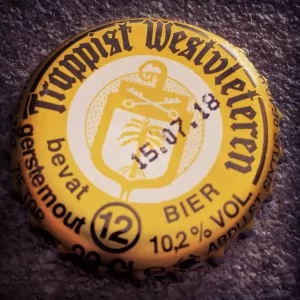 Trappist Westvleteren
15.07.18
bevat
gerstemout
12
BIER
10,2% VOL.